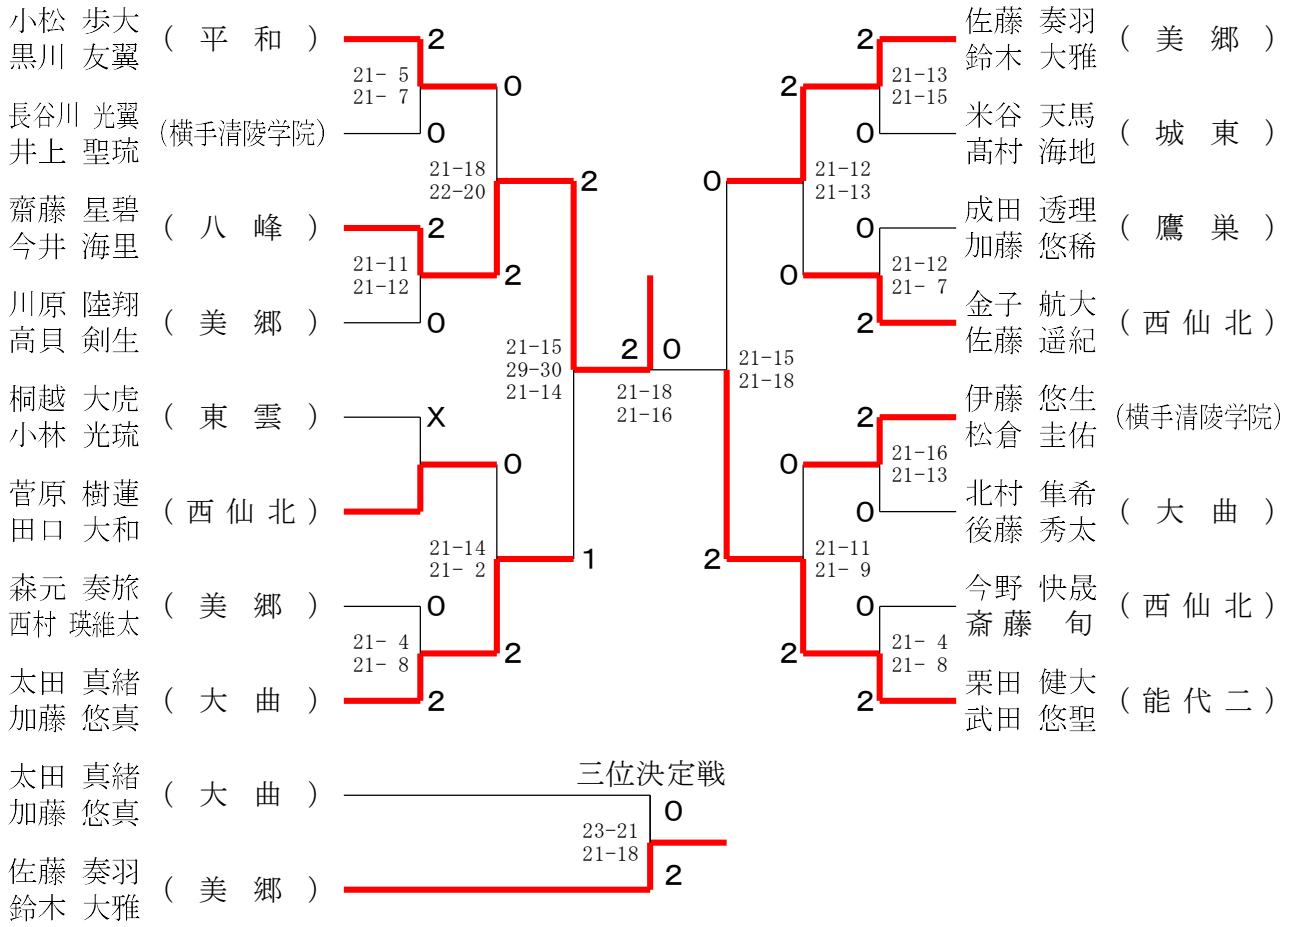 小松 歩大
黒川 友翼
( 平 和 )
2
21- 5
21- 7
0
長谷川 光翼
井上 聖琉
(横手清陵学院)
0
21-18
22-20
2
齋藤 星碧
今井 海里
( 八 峰 )
2
21-11
21-12
2
川原 陸翔
高貝 剣生
( 美 郷 )
0
21-15
29-30
21-14
桐越 大虎
小林 光琉
( 東 雲 )
X
0
菅原 樹蓮
田口 大和
( 西 仙 北 )
21-14
21- 2
1
森元 奏旅
西村 瑛維太
( 美 郷 )
0
21- 4
21- 8
2
太田 真緒
加藤 悠真
( 大 曲 )
2
2 0
21-18
21-16
佐藤 奏羽
鈴木 大雅
( 美 郷 )
2
21-13
21-15
2
米谷 天馬
髙村 海地
( 城 東 )
0
21-12
21-13
0
成田 透理
加藤 悠稀
( 鷹 巣 )
0
21-12
21- 7
0
金子 航大
佐藤 遥紀
( 西 仙 北 )
2
21-15
21-18
伊藤 悠生
松倉 圭佑
(横手清陵学院)
2
21-16
21-13
0
北村 隼希
後藤 秀太
( 大 曲 )
0
21-11
21- 9
2
今野 快晟
斎藤 旬
( 西 仙 北 )
0
21- 4
21- 8
2
栗田 健大
武田 悠聖
( 能 代 二 )
2
三位決定戦
太田 真緒
加藤 悠真
( 大 曲 )
0
23-21
21-18
佐藤 奏羽
鈴木 大雅
( 美 郷 )
2